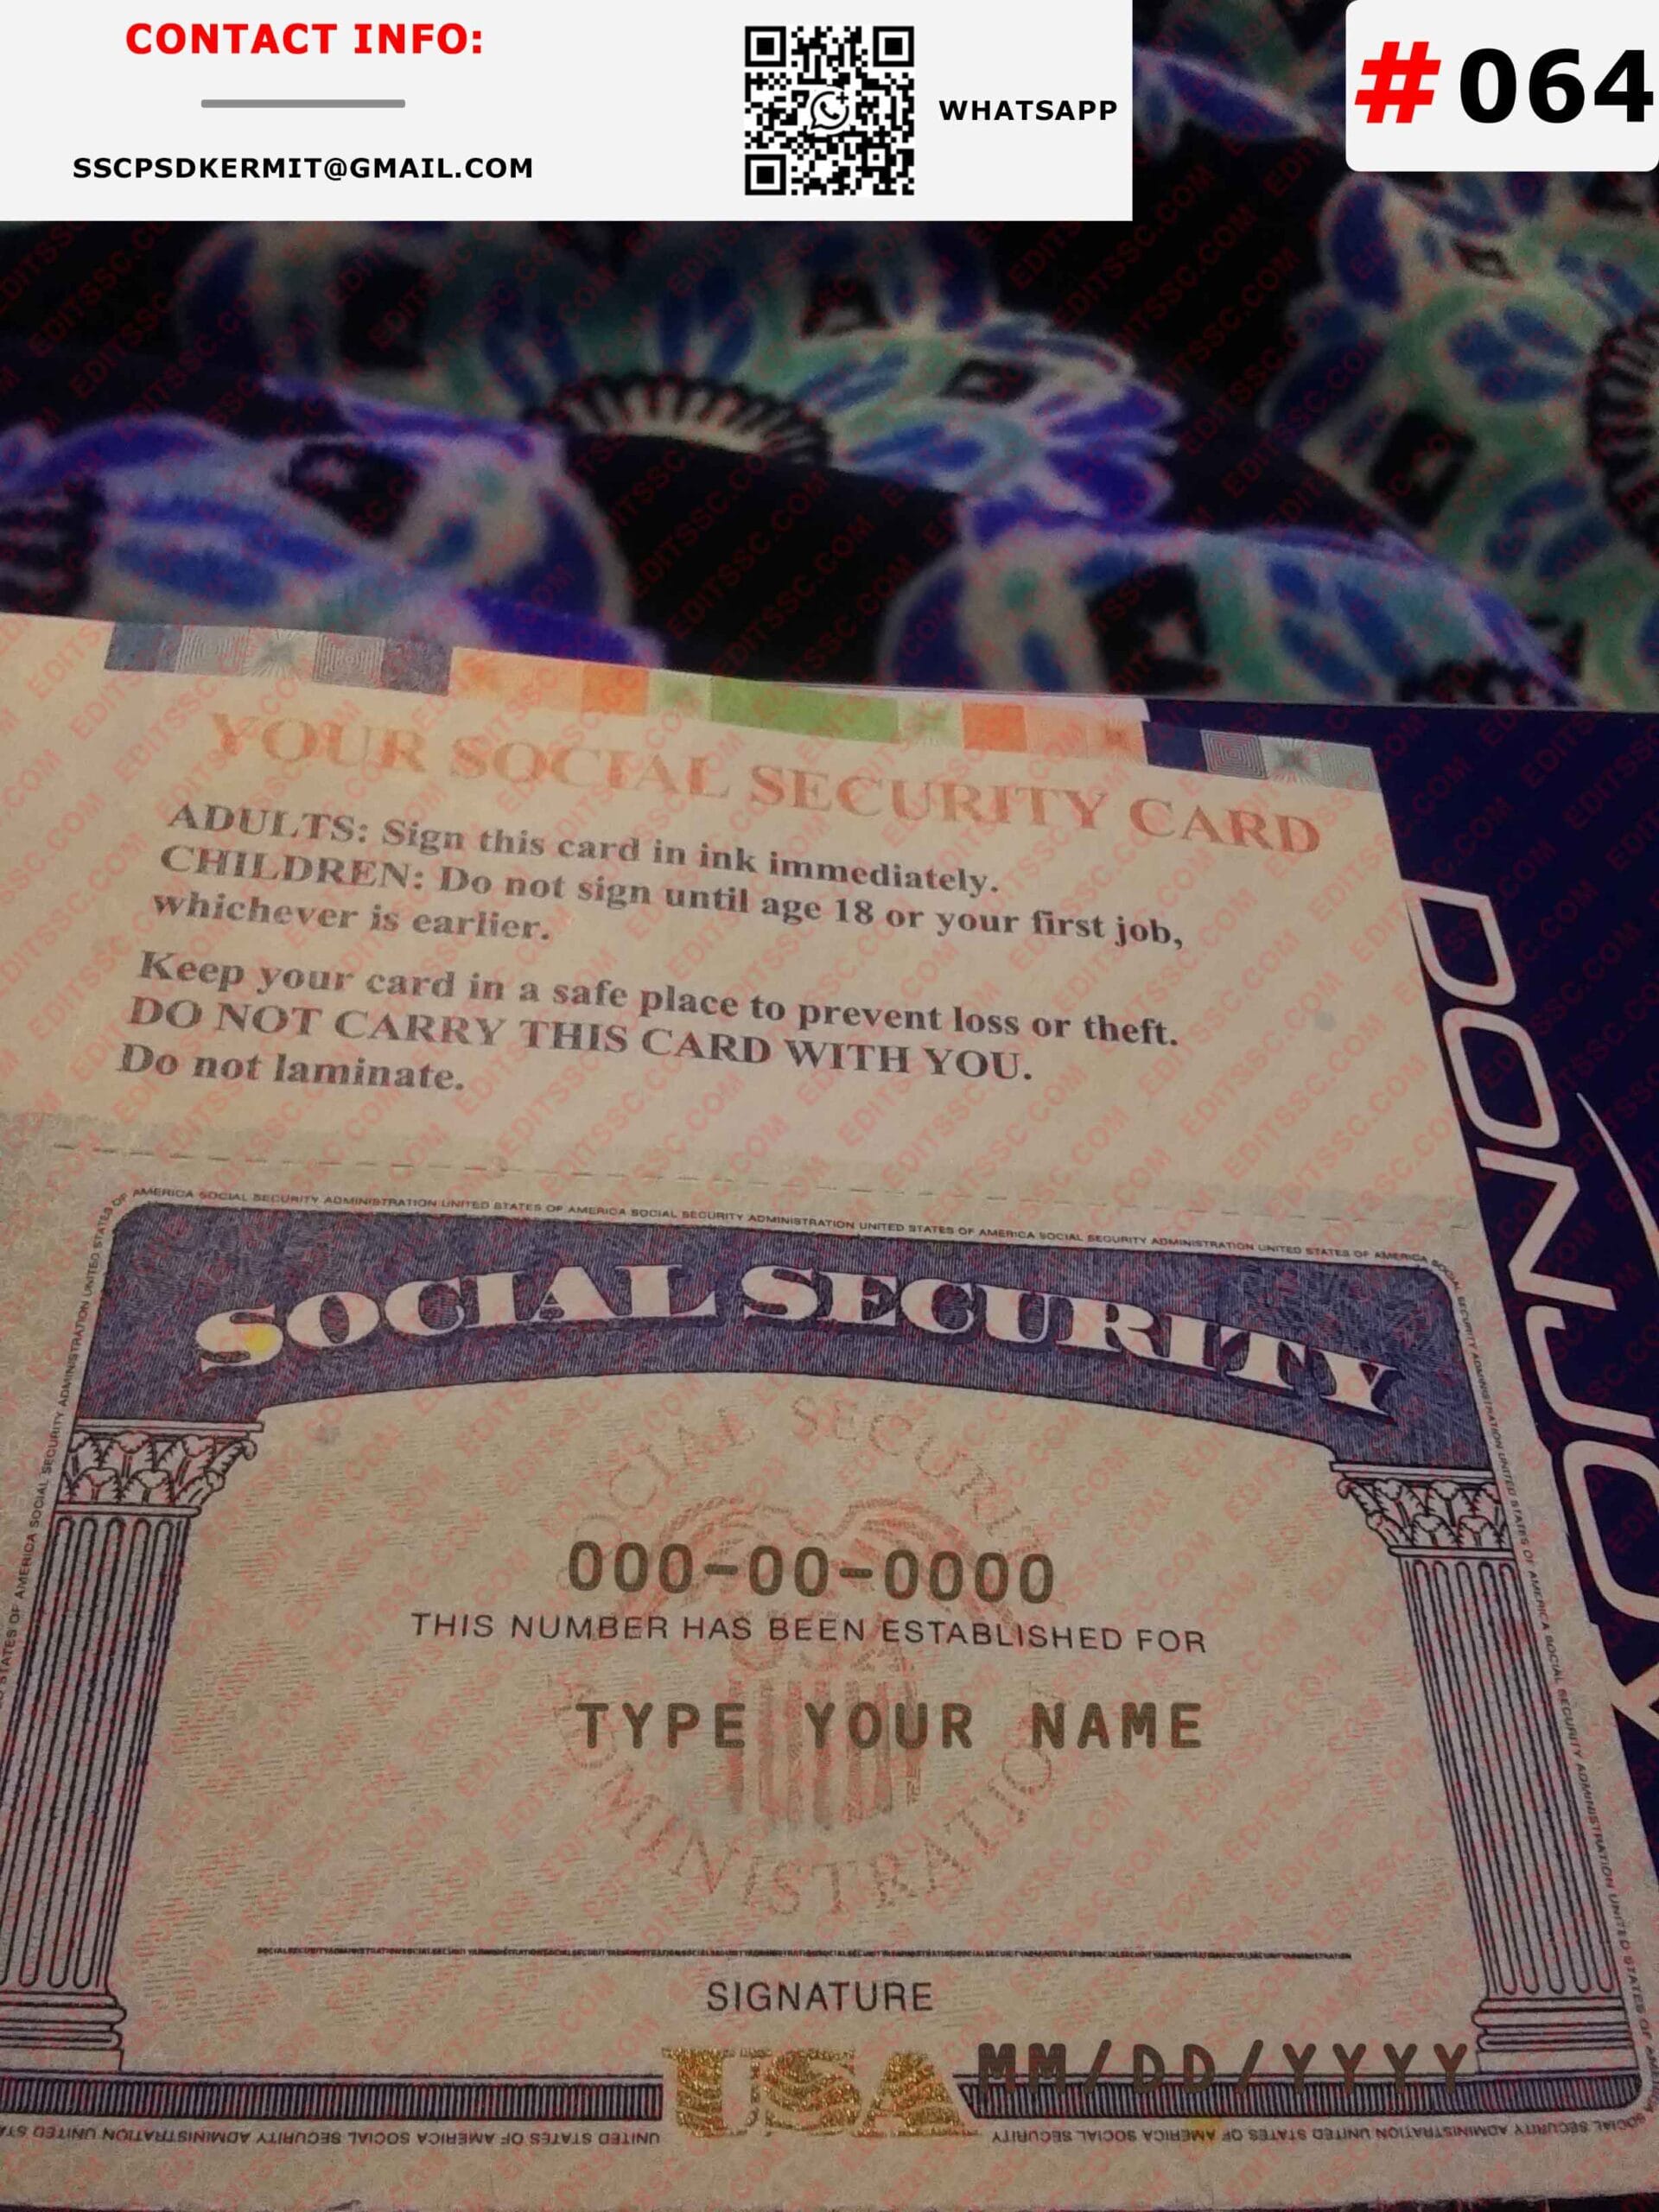 CONTACT INFO:
SSCPSDKERMIT@GMAIL.COM
WHATSAPP
#064
YOUR SOCIAL SECURITY CARD
ADULTS: Sign this card in ink immediately.
CHILDREN: Do not sign until age 18 or your first job,
whichever is earlier.
Keep your card in a safe place to prevent loss or theft.
DO NOT CARRY THIS CARD WITH YOU.
Do not laminate.
DONJOY
AMERICA SOCIAL SECURITY ADMINISTRATION UNITED STATES OF AMERICA SOCIAL SECURITY ADMINISTRATION UNITED STATES OF AMERICA SOCIAL SECURITY ADMINISTRATION UNITED STATES OF AMERICA
SOCIAL SECURITY
SOCIAL SECURITY
000-00-0000
THIS NUMBER HAS BEEN ESTABLISHED FOR
USA
TYPE YOUR NAME
ADMINISTRATION
SIGNATURE
USA
MM/DD/YYYY
UNITED STATES OF AMERICA SOCIAL SECURITY ADMINISTRATION UNITED
EDITSSC.COM